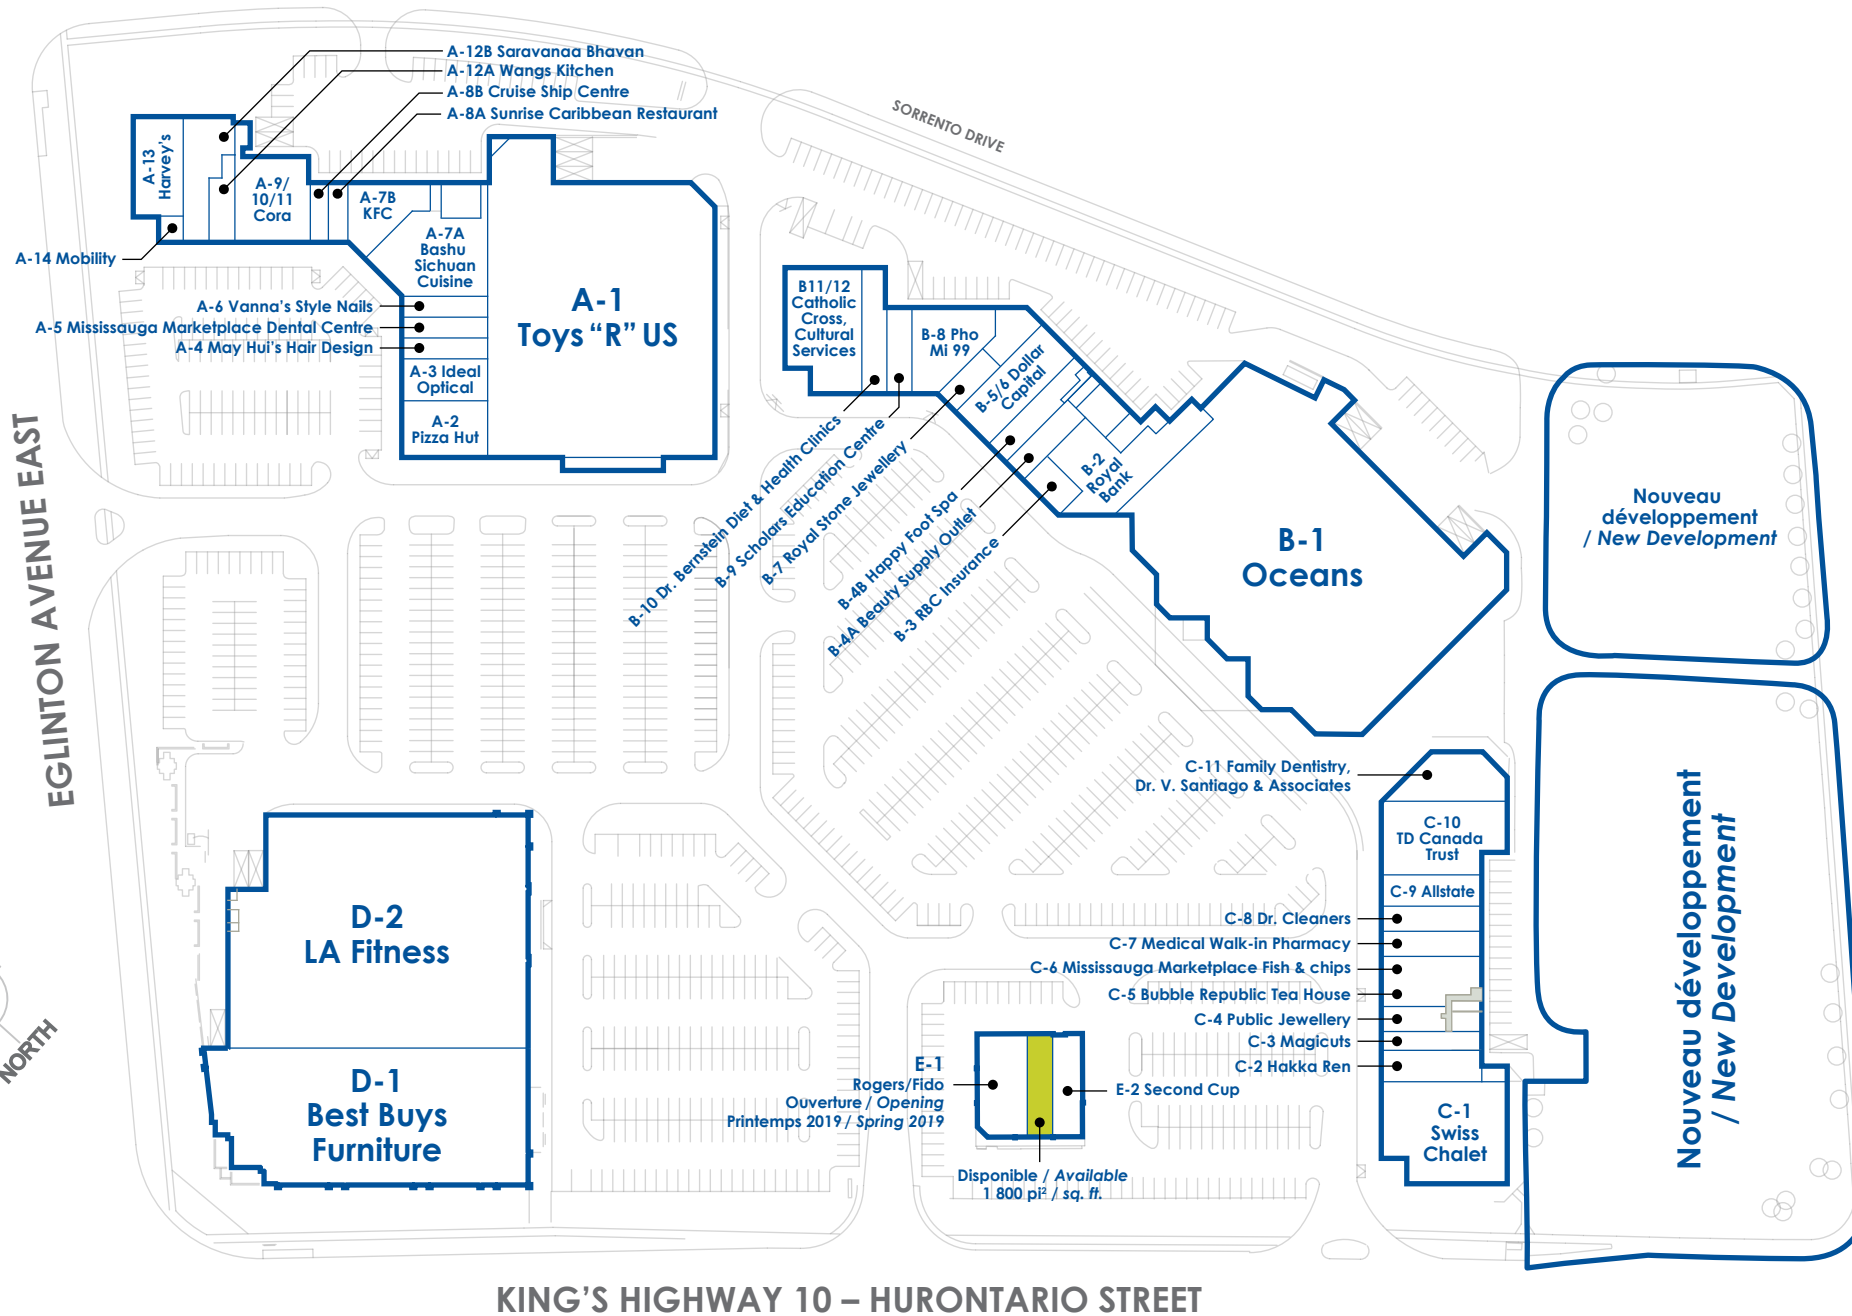 A-12B Saravanaa Bhavan
A-12A Wangs Kitchen
A-8B Cruise Ship Centre
A-8A Sunrise Caribbean Restaurant
SORRENTO DRIVE
A-13
Harvey's
A-9/
10/11
Cora
A-7B
KFC
A-14 Mobility
A-7A
Bashu
Sichuan
Cuisine
A-6 Vanna's Style Nails
A-5 Mississauga Marketplace Dental Centre
A-4 May Hui's Hair Design
A-3 Ideal
Optical
A-2
Pizza Hut
A-1
Toys “R” US
B11/12
Catholic
Cross,
Cultural
Services
B-8 Pho
Mi 99
B-5/6 Dollar
Capital
B-10 Dr. Bernstein Diet & Health Clinics
B-9 Scholars Education Centre
B-7 Royal Stone Jewellery
B-4B Happy Foot Spa
B-4A Beauty Supply Outlet
B-3 RBC Insurance
B-2
Royal
Bank
B-1
Oceans
Nouveau
développement
/ New Development
EGLINTON AVENUE EAST
C-11 Family Dentistry,
Dr. V. Santiago & Associates
C-10
TD Canada
Trust
C-9 Allstate
C-8 Dr. Cleaners
C-7 Medical Walk-in Pharmacy
C-6 Mississauga Marketplace Fish & chips
C-5 Bubble Republic Tea House
C-4 Public Jewellery
C-3 Magicuts
C-2 Hakka Ren
C-1
Swiss
Chalet
Nouveau développement
/ New Development
D-2
LA Fitness
D-1
Best Buys
Furniture
NORTH
E-1
Rogers/Fido
Ouverture / Opening
Printemps 2019 / Spring 2019
E-2 Second Cup
Disponible / Available
1 800 pi² / sq. ft.
KING'S HIGHWAY 10 – HURONTARIO STREET